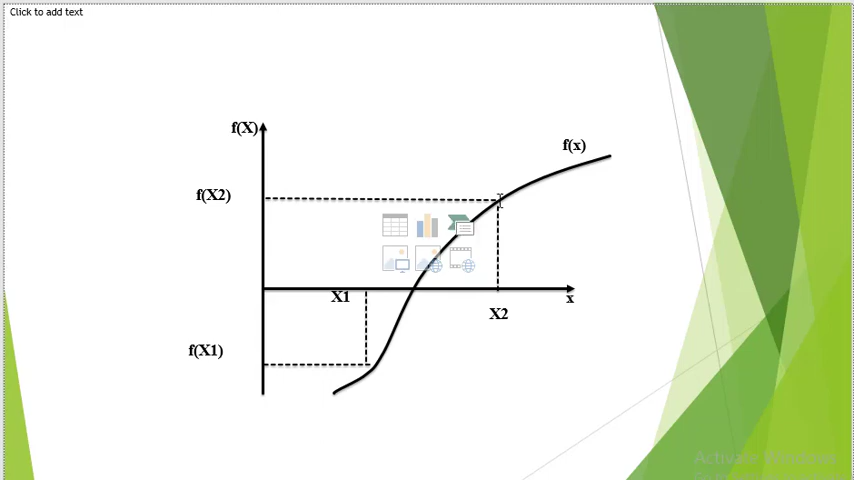 Click to add text
f(X)
f(x)
f(X2)
X1
x
X2
f(X1)
Activate Windows